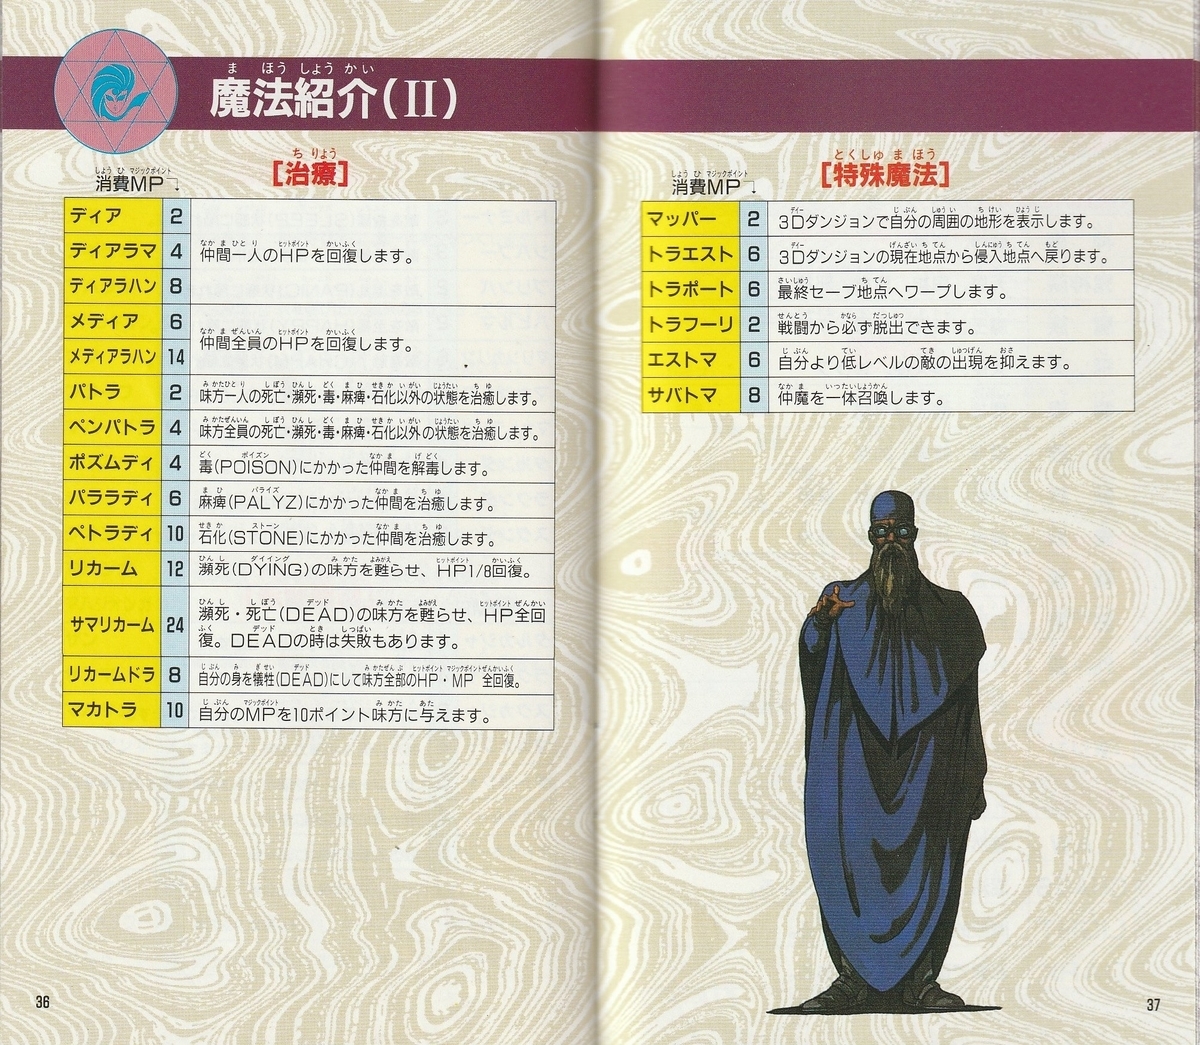 魔法紹介(II)
[治療]
消費MP
ディア 2
ディアラマ 4 仲間一人のHPを回復します。
ディアラハン 8
メディア 6
仲間全員のHPを回復します。
メディアラハン 14
パトラ 2 味方一人の死亡・瀕死・毒・麻痺・石化以外の状態を治癒します。
ペンパトラ 4 味方全員の死亡・瀕死・毒・麻痺・石化以外の状態を治癒します。
ポズムディ 4 毒(POISON)にかかった仲間を解毒します。
パララディ 6 麻痺(PALYZ)にかかった仲間を治癒します。
ペトラディ 10 石化(STONE)にかかった仲間を治癒します。
リカーム 12 瀕死(DYING)の味方を甦らせ、HP1/8回復。
サマリカーム 24 瀕死・死亡(DEAD)の味方を甦らせ、HP全回
復。DEADの時は失敗もあります。
リカームドラ 8 自分の身を犠牲(DEAD)にして味方全部のHP・MP 全回復。
マカトラ 10 自分のMPを10ポイント味方に与えます。
36
[特殊魔法]
消費MP
マッパー 2 3Dダンジョンで自分の周囲の地形を表示します。
トラエスト 6 3Dダンジョンの現在地点から侵入地点へ戻ります。
トラポート 6 最終セーブ地点へワープします。
トラフーリ 2 戦闘から必ず脱出できます。
エストマ 6 自分より低レベルの敵の出現を抑えます。
サバトマ 8 仲魔を一体召喚します。
37